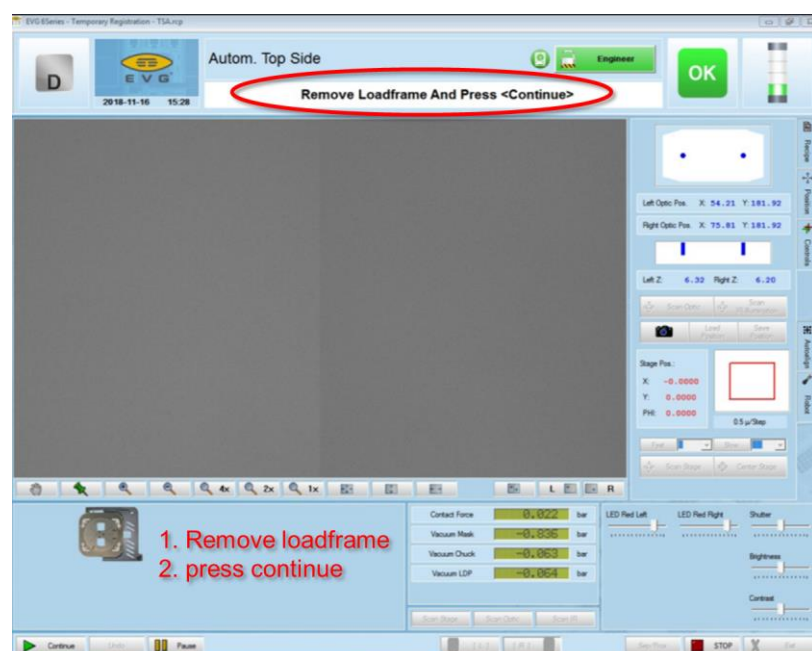 EVG 6Series - Temporary Registration - TSA.rcp
D
EVG
2018-11-16 15:28
Autom. Top Side
Engineer
Remove Loadframe And Press <Continue>
OK
Recipe
Position
Controls
Autoalign
Robot
Left Optic Pos. X: 54.21 Y: 181.92
Right Optic Pos. X: 75.81 Y: 181.92
Left Z: 6.32 Right Z: 6.20
Scan Optic
Scan
Load Position
Save Position
Stage Pos.:
X: -0.0000
Y: 0.0000
PHI: 0.0000
0.5 µ/Step
Scan Stage
Center Stage
4x
2x
1x
L
R
1. Remove loadframe
2. press continue
Contact Force 0.022 bar
Vacuum Mask -0.836 bar
Vacuum Chuck -0.063 bar
Vacuum LDP -0.064 bar
Scan Stage
Scan Optic
Scan IR
LED Red Left
LED Red Right
Shutter
Brightness
Contrast
Continue
Undo
Pause
STOP
Exit